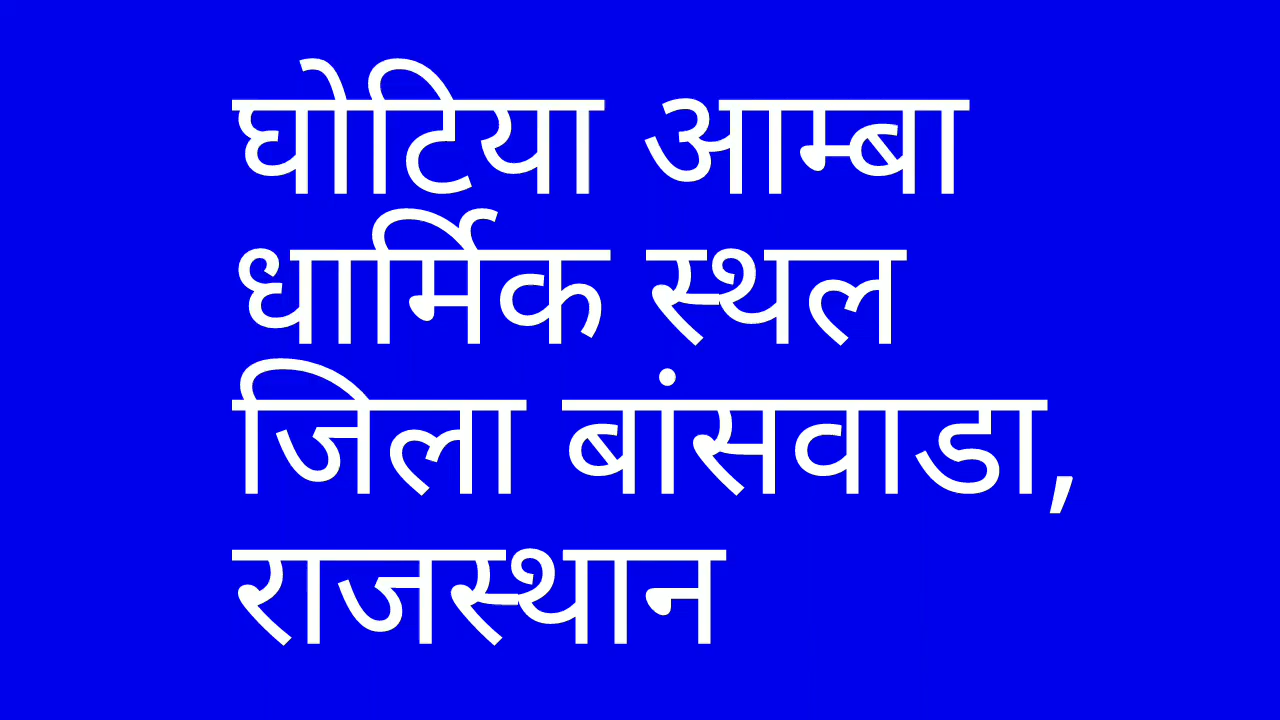 घोटिया आम्बा
धार्मिक स्थल
जिला बांसवाडा,
राजस्थान